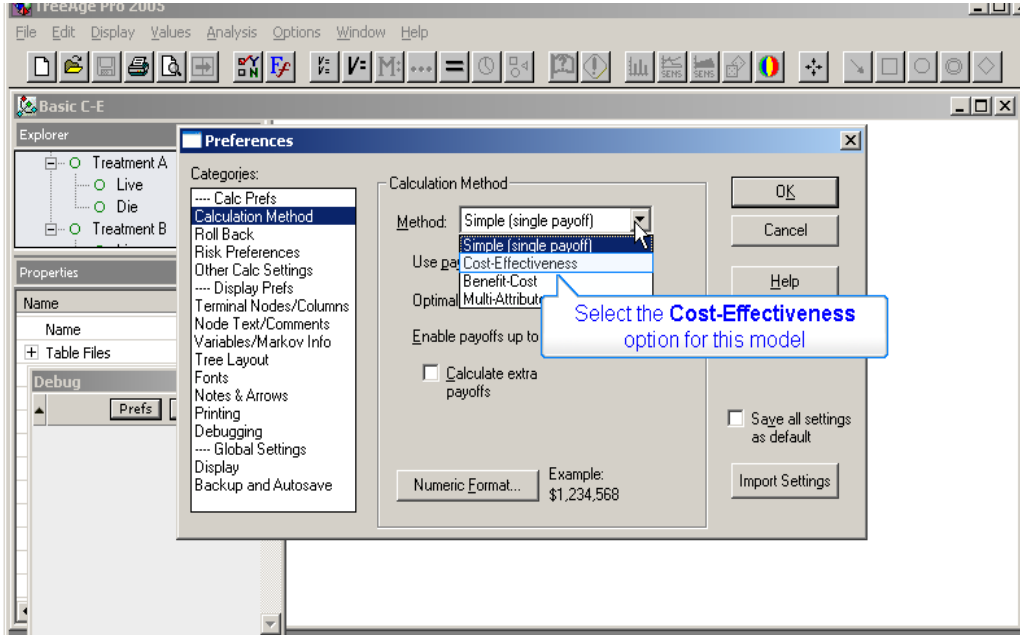 TreeAge Pro 2005
File Edit Display Values Analysis Options Window Help
Basic C-E
Explorer
Treatment A
Live
Die
Treatment B
Properties
Name
Name
Table Files
Debug
Prefs
Preferences
Categories:
---- Calc Prefs
Calculation Method
Roll Back
Risk Preferences
Other Calc Settings
---- Display Prefs
Terminal Nodes/Columns
Node Text/Comments
Variables/Markov Info
Tree Layout
Fonts
Notes & Arrows
Printing
Debugging
---- Global Settings
Display
Backup and Autosave
Calculation Method
Method: Simple (single payoff)
Simple (single payoff)
Use pa Cost-Effectiveness
Benefit-Cost
Optimal Multi-Attribute
Enable payoffs up to
Calculate extra
payoffs
Numeric Format...
Example:
$1,234,568
Select the Cost-Effectiveness
option for this model
OK
Cancel
Help
Save all settings
as default
Import Settings